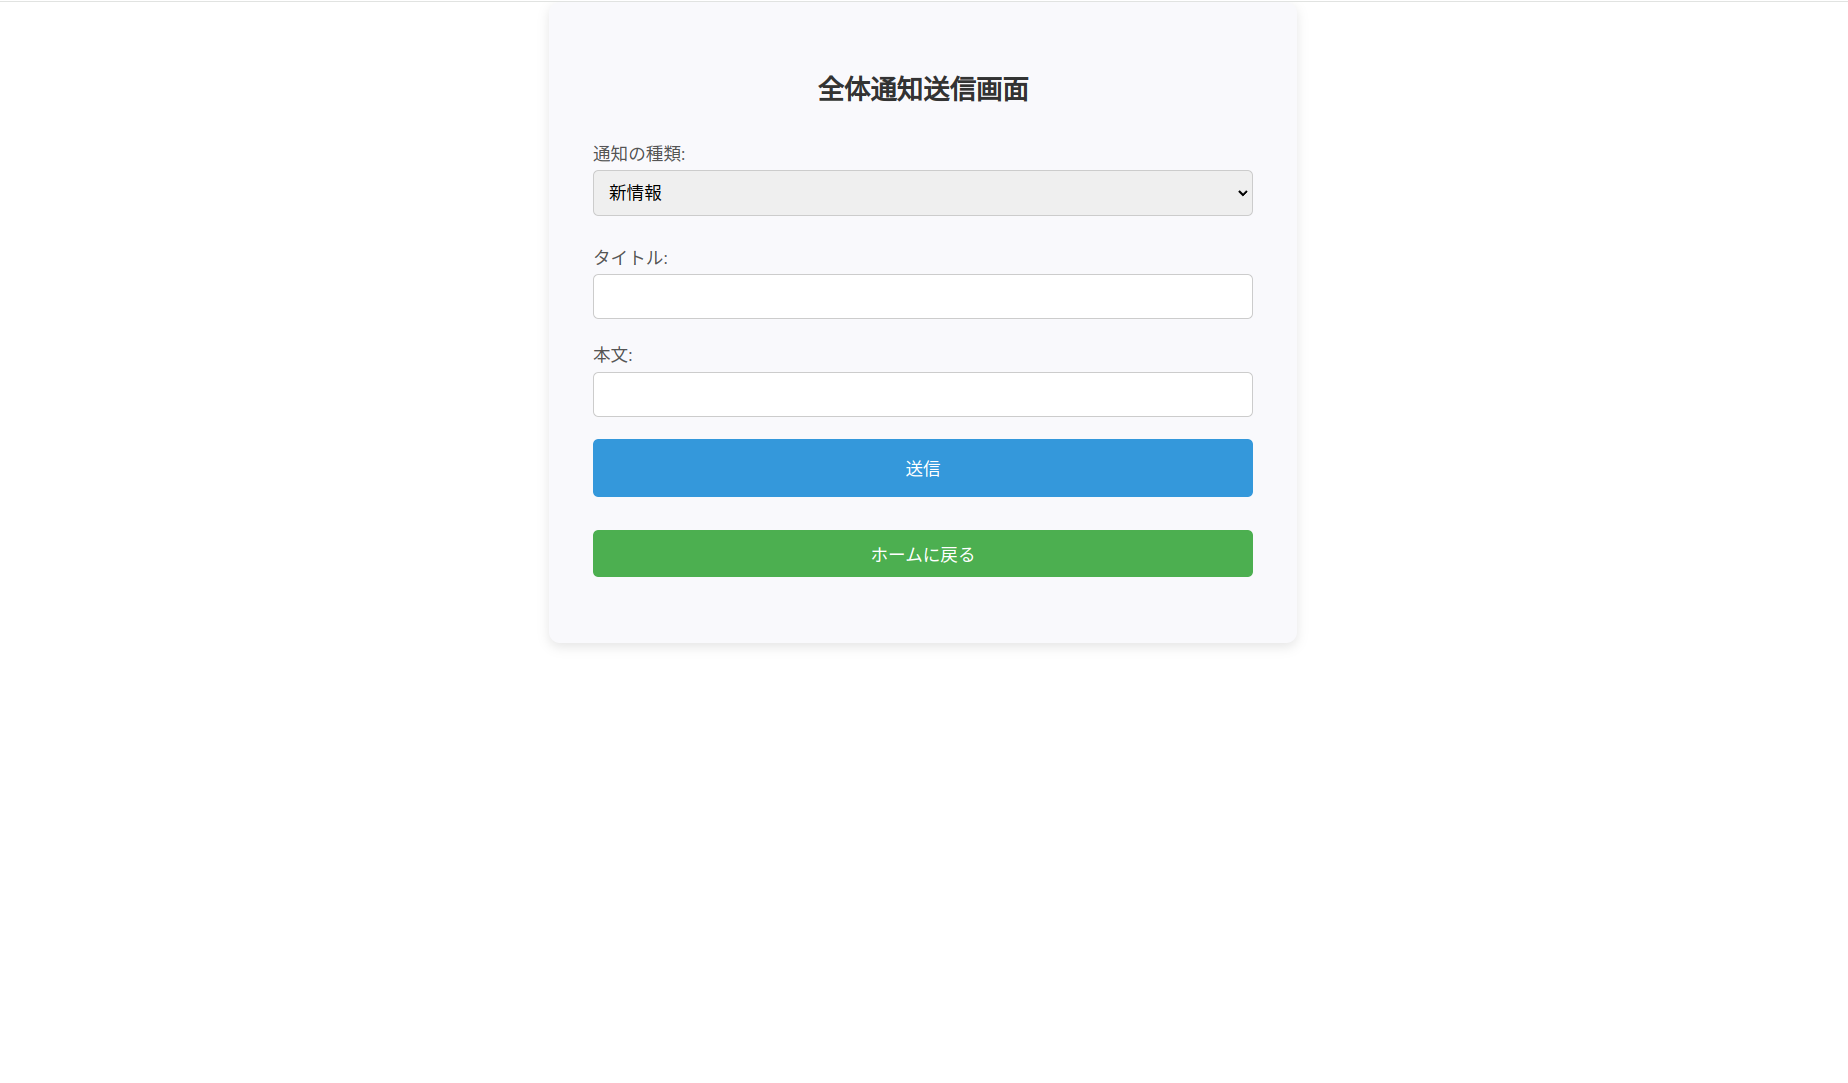 全体通知送信画面
通知の種類:
新情報
タイトル:
本文:
送信
ホームに戻る